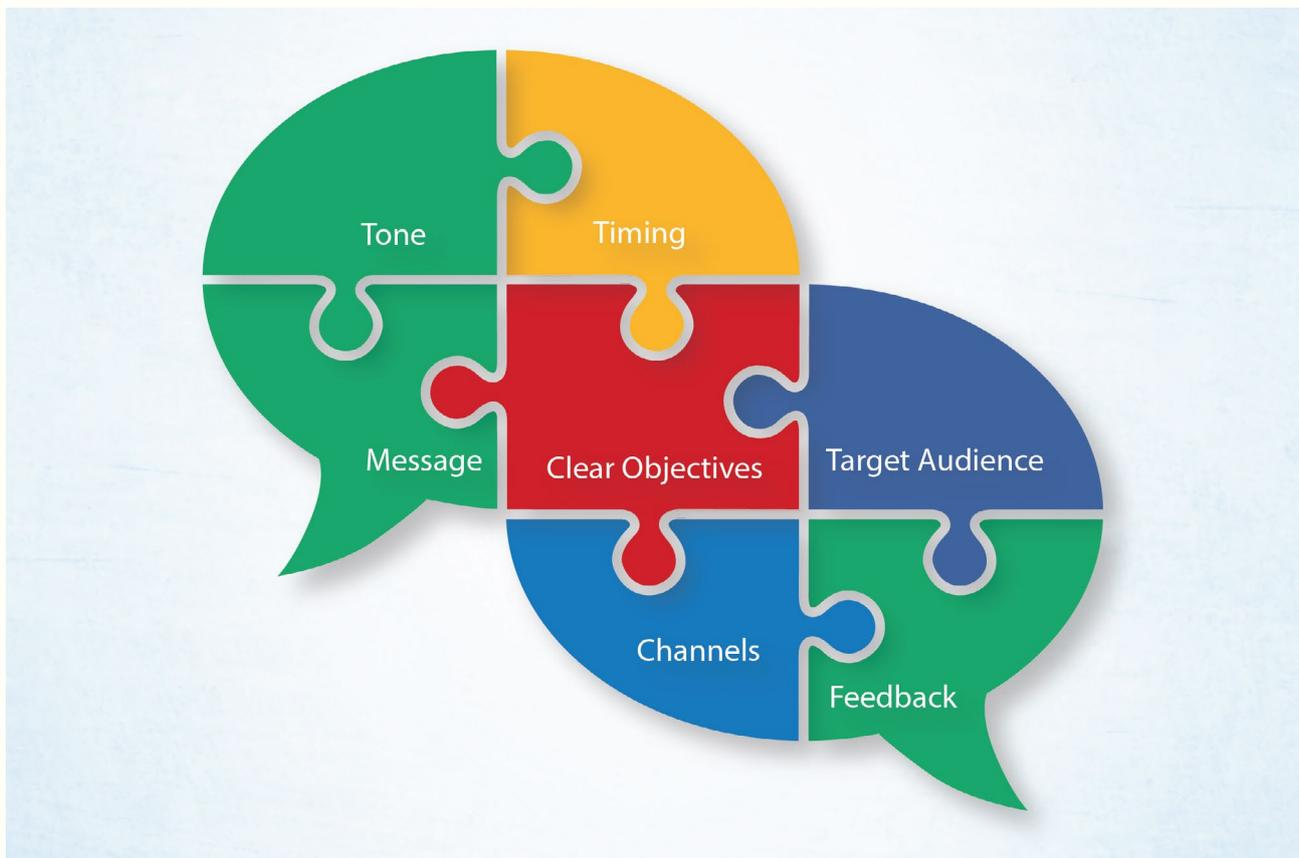 Tone
Timing
Message
Clear Objectives
Target Audience
Channels
Feedback